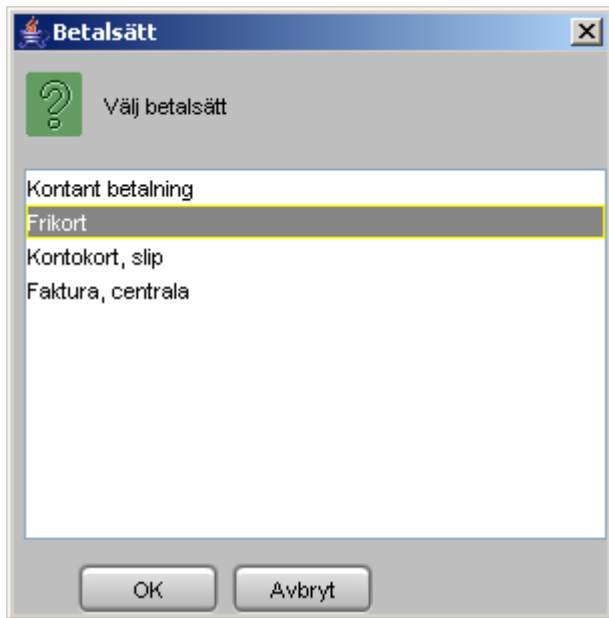 Betalsätt
Välj betalsätt
Kontant betalning
Frikort
Kontokort, slip
Faktura, centrala
OK
Avbryt